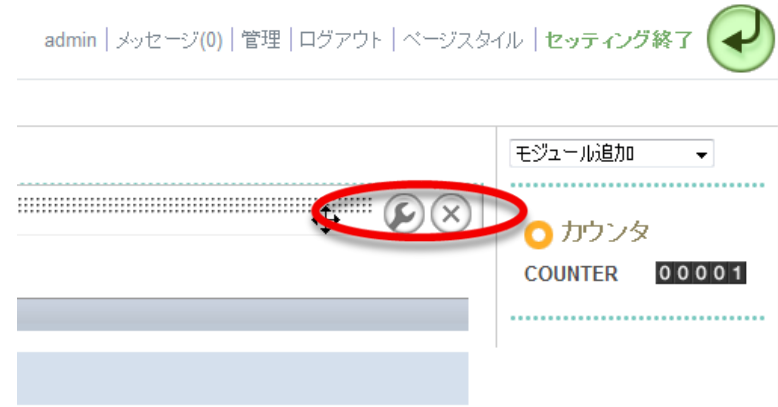 admin | メッセージ(0) | 管理 | ログアウト | ページスタイル | セッティング終了
モジュール追加
カウンタ
COUNTER 00001